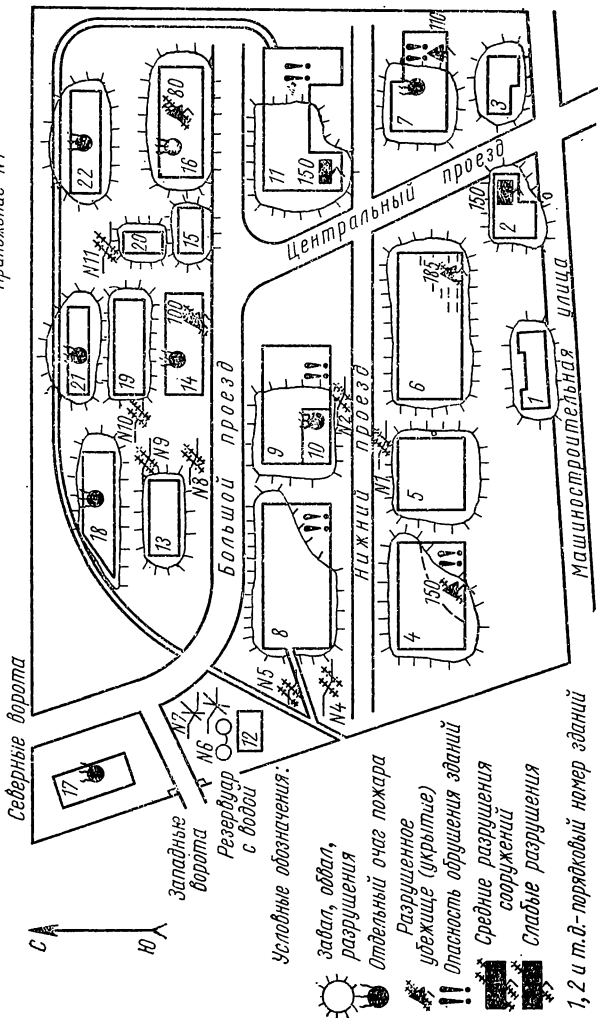 Приложение №1
Северные ворота
С
Ю
17
Западные
ворота
Резервуар
с водой
N7
N6
12
N5
N4
18
13
N9
N8
N10
21
19
14
100
N11
20
15
22
16
80
Большой проезд
8
9
10
N2
11
150
Центральный проезд
Нижний проезд
N1
4
150
5
6
185
7
110
3
2
150
1
Машиностроительная улица
Условные обозначения:
Завал, обвал,
разрушения
Отдельный очаг пожара
Разрушенное
убежище (укрытие)
Опасность обрушения зданий
Средние разрушения
сооружений
Слабые разрушения
1, 2 и т.д.-порядковый номер зданий